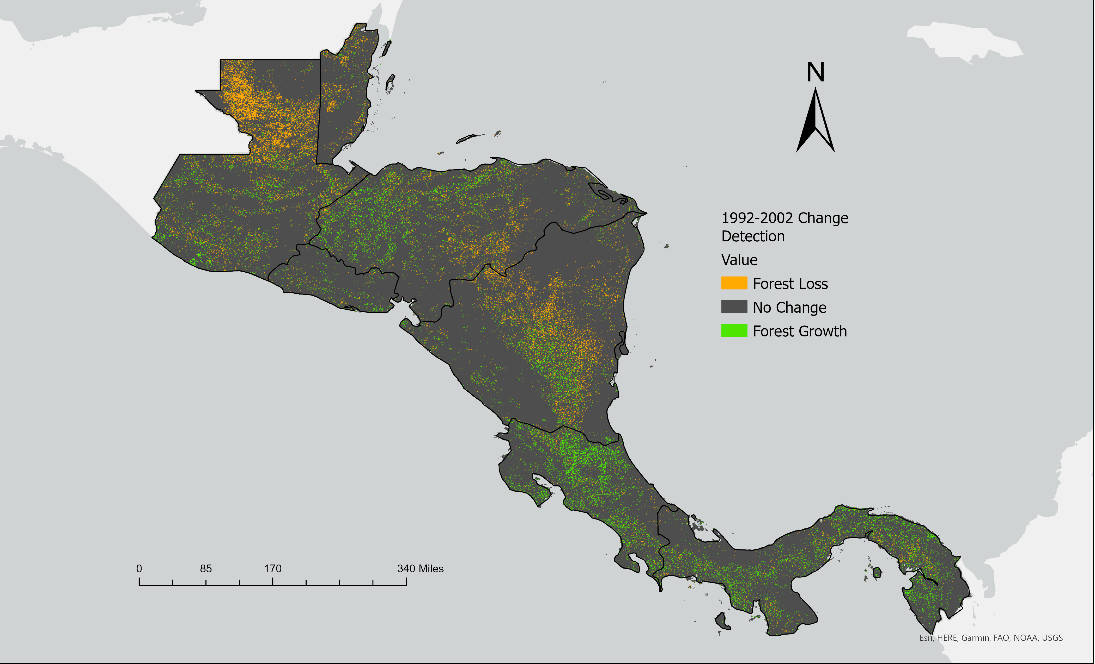 N
1992-2002 Change
Detection
Value
Forest Loss
No Change
Forest Growth
0 85 170 340 Miles
Esri, HERE, Garmin, FAO, NOAA, USGS